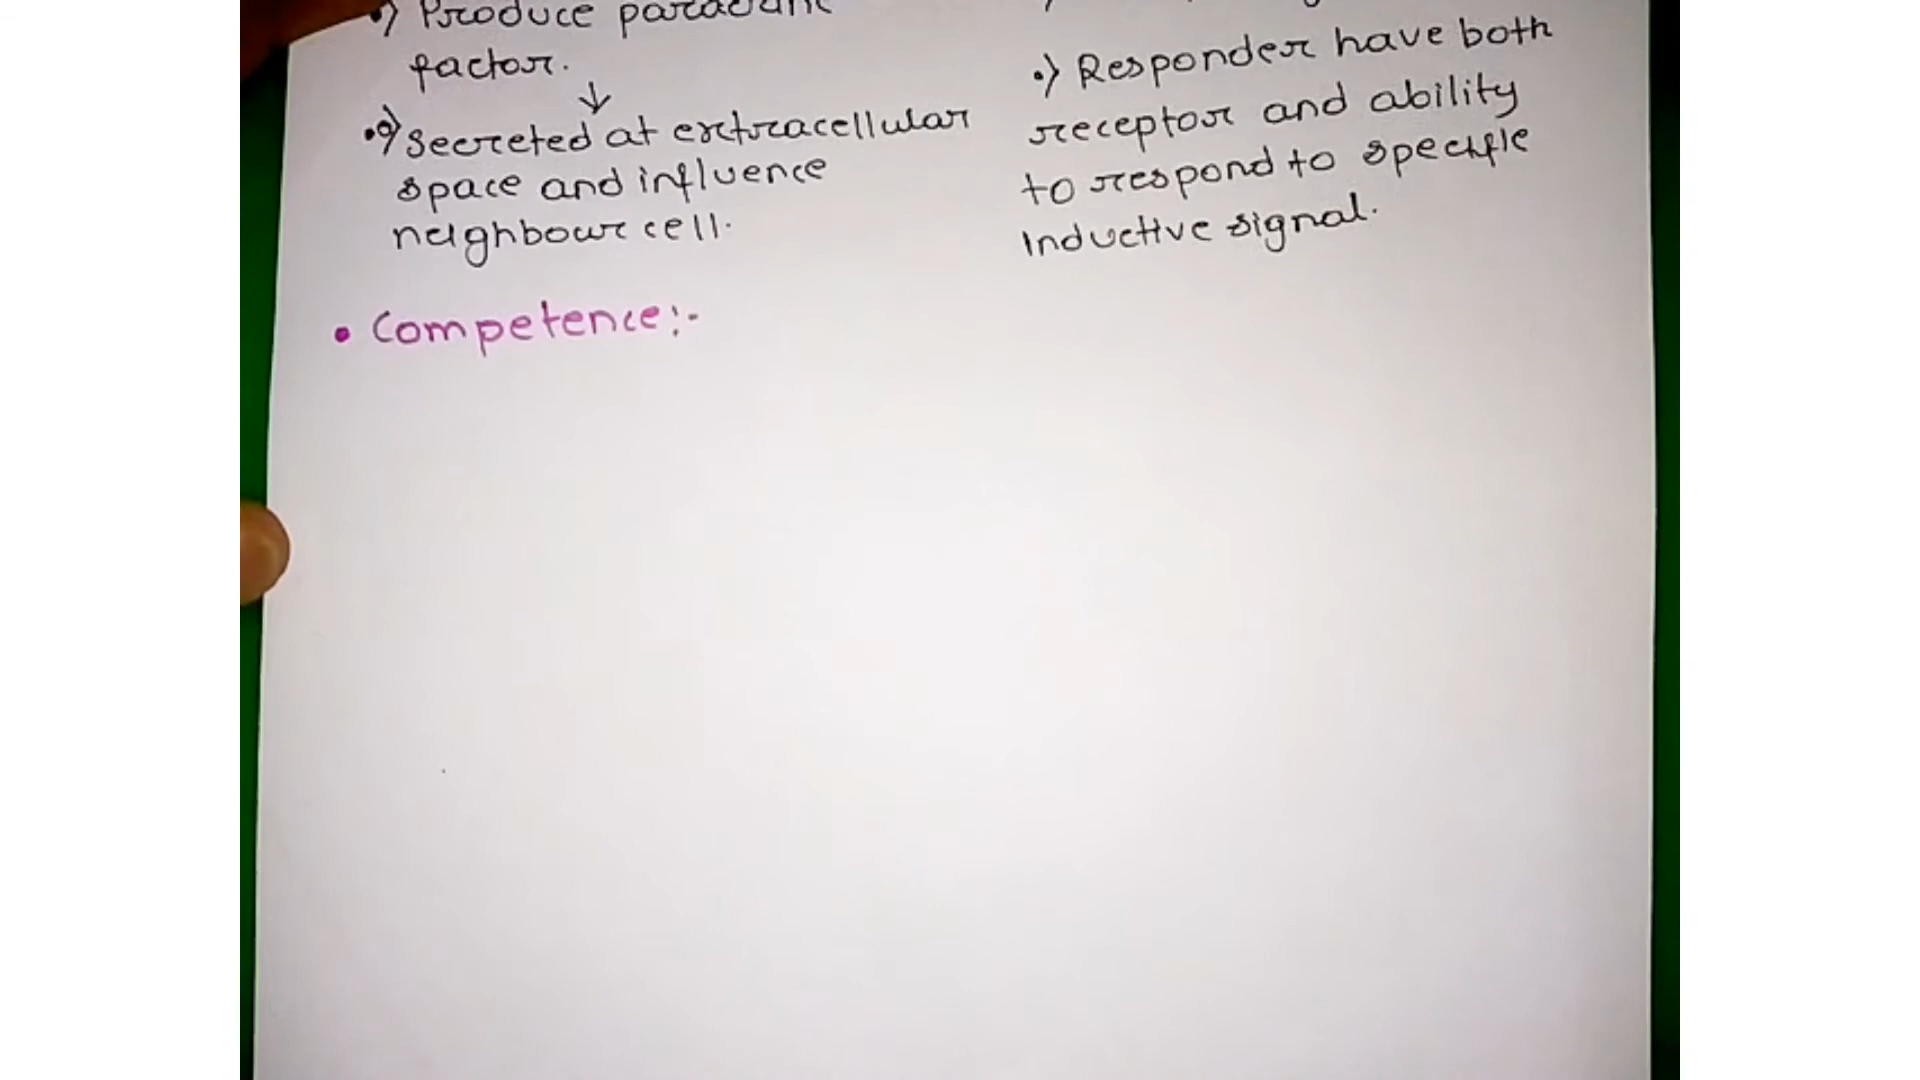 •) Produce paracrine
factor.
↓
•) Secreted at extracellular
space and influence
neighbour cell.
•) Responder have both
receptor and ability
to respond to specific
Inductive signal.
• Competence:-